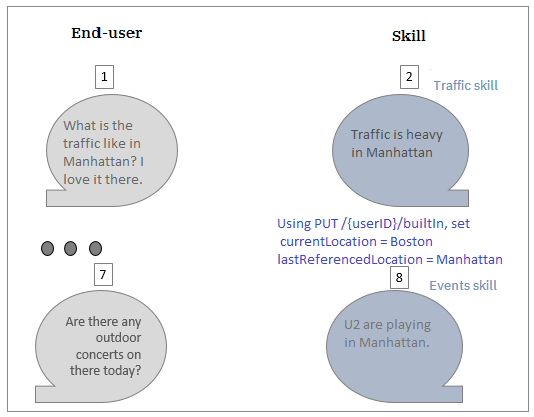 End-user
Skill
1
2
Traffic skill
What is the
traffic like in
Manhattan? I
love it there.
Traffic is heavy
in Manhattan
Using PUT /{userID}/builtIn, set
currentLocation = Boston
lastReferencedLocation = Manhattan
7
8
Events skill
Are there any
outdoor
concerts on
there today?
U2 are playing
in Manhattan.